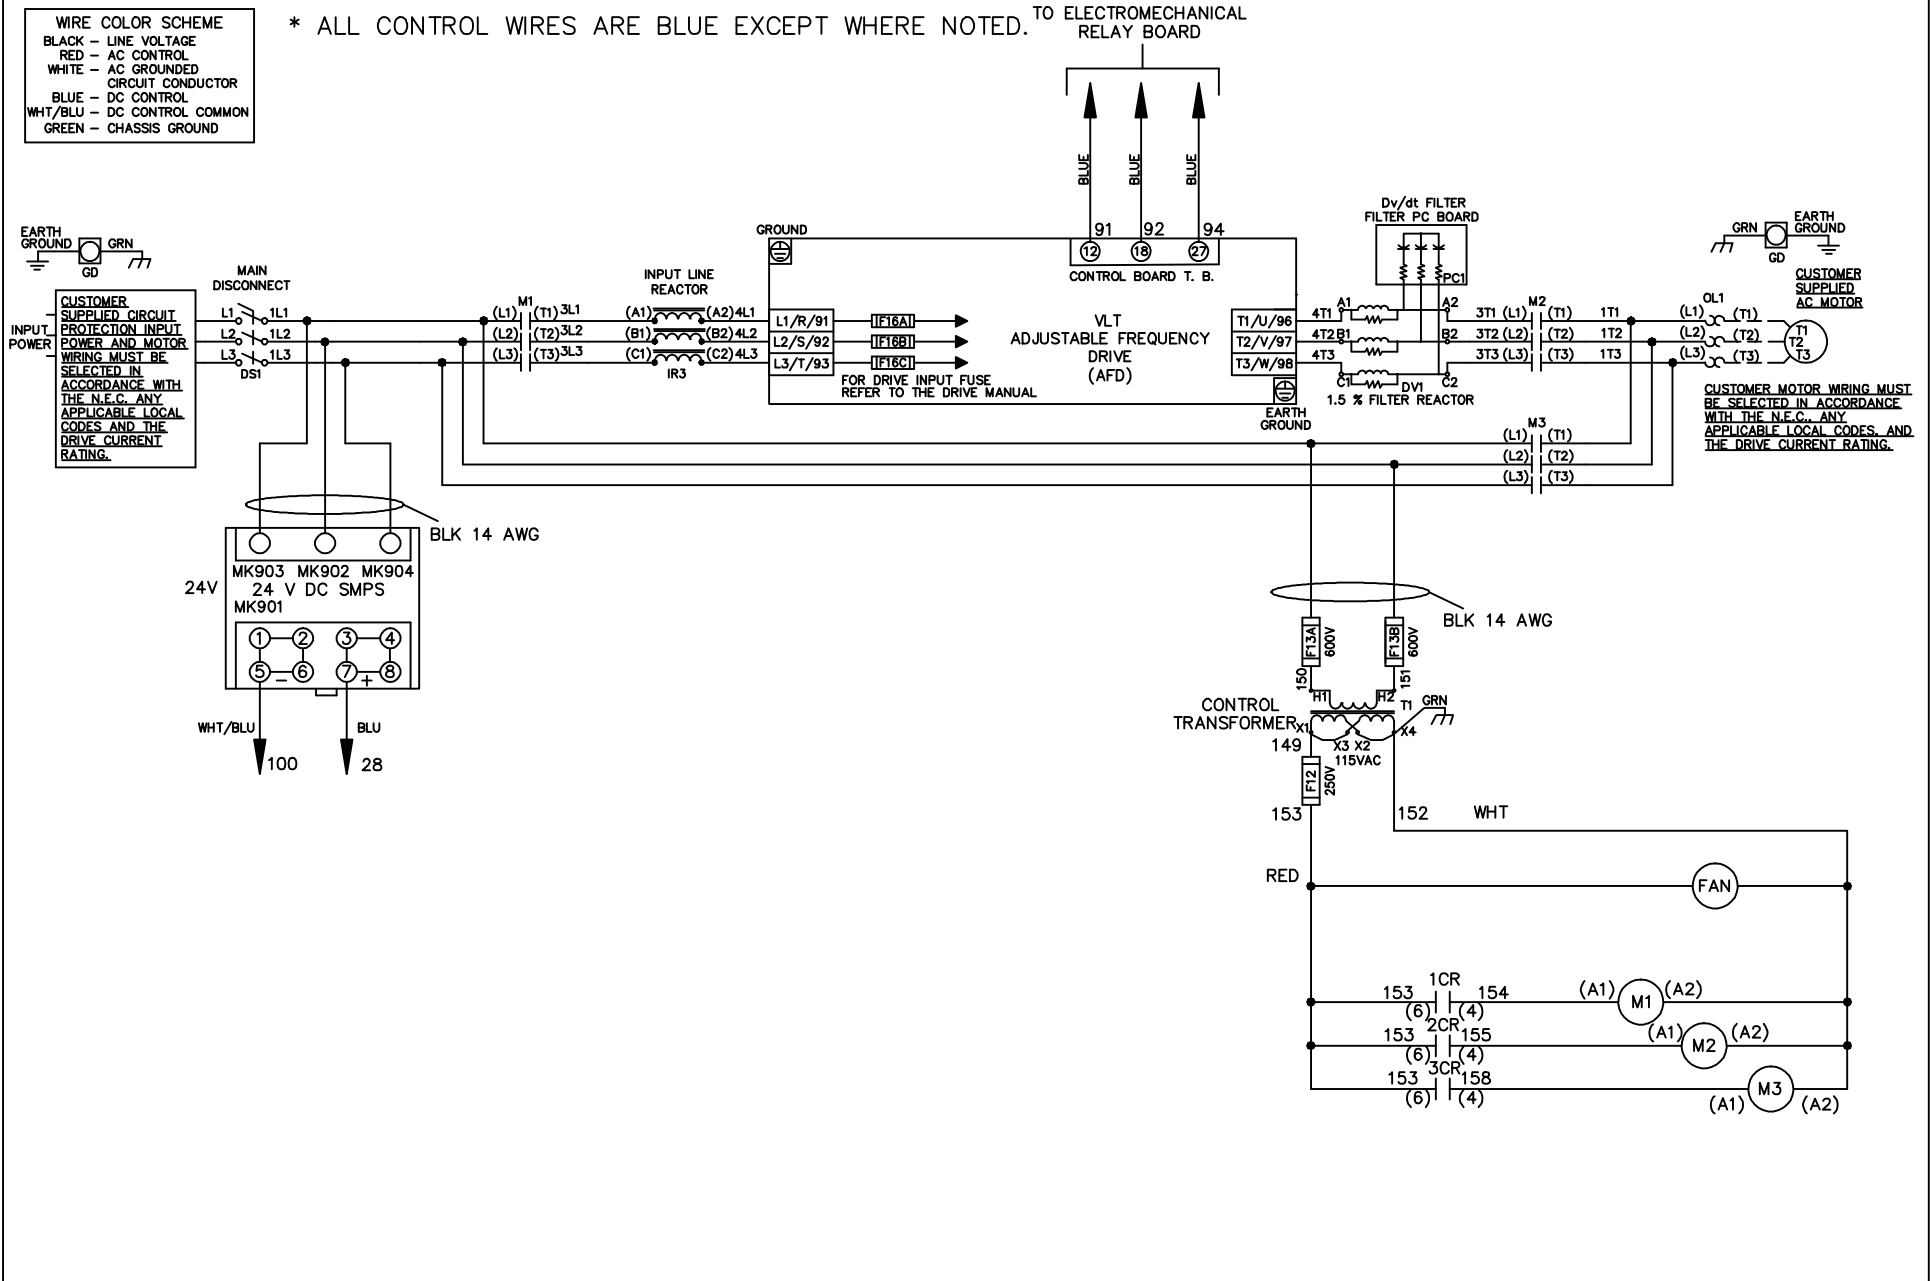 WIRE COLOR SCHEME
BLACK – LINE VOLTAGE
RED – AC CONTROL
WHITE – AC GROUNDED
CIRCUIT CONDUCTOR
BLUE – DC CONTROL
WHT/BLU – DC CONTROL COMMON
GREEN – CHASSIS GROUND
* ALL CONTROL WIRES ARE BLUE EXCEPT WHERE NOTED.
TO ELECTROMECHANICAL
RELAY BOARD
BLUE
BLUE
BLUE
91 92 94
12 18 27
CONTROL BOARD T. B.
EARTH
GROUND
GRN
GD
INPUT
POWER
CUSTOMER
SUPPLIED CIRCUIT
PROTECTION INPUT
POWER AND MOTOR
WIRING MUST BE
SELECTED IN
ACCORDANCE WITH
THE N.E.C. ANY
APPLICABLE LOCAL
CODES AND THE
DRIVE CURRENT
RATING.
MAIN
DISCONNECT
L1 1L1
L2 1L2
L3 1L3
DS1
M1
(L1) (T1) 3L1
(L2) (T2) 3L2
(L3) (T3) 3L3
INPUT LINE
REACTOR
(A1) (A2) 4L1
(B1) (B2) 4L2
(C1) (C2) 4L3
IR3
GROUND
L1/R/91
L2/S/92
L3/T/93
F16A
F16B
F16C
FOR DRIVE INPUT FUSE
REFER TO THE DRIVE MANUAL
VLT
ADJUSTABLE FREQUENCY
DRIVE
(AFD)
T1/U/96
T2/V/97
T3/W/98
EARTH
GROUND
4T1
4T2
4T3
Dv/dt FILTER
FILTER PC BOARD
PC1
A1 A2
B1 B2
C1 C2
DV1
1.5 % FILTER REACTOR
M2
3T1 (L1) (T1) 1T1
3T2 (L2) (T2) 1T2
3T3 (L3) (T3) 1T3
M3
(L1) (T1)
(L2) (T2)
(L3) (T3)
OL1
(L1) (T1)
(L2) (T2)
(L3) (T3)
T1
T2
T3
GRN
EARTH
GROUND
GD
CUSTOMER
SUPPLIED
AC MOTOR
CUSTOMER MOTOR WIRING MUST
BE SELECTED IN ACCORDANCE
WITH THE N.E.C., ANY
APPLICABLE LOCAL CODES, AND
THE DRIVE CURRENT RATING.
BLK 14 AWG
MK903 MK902 MK904
24V
24 V DC SMPS
MK901
1 2 3 4
5 6 7 8
– +
WHT/BLU
BLU
100
28
BLK 14 AWG
F13A
600V
F13B
600V
150
151
H1 H2
T1
GRN
CONTROL
TRANSFORMER
X1
X3 X2
X4
115VAC
149
F12
250V
153
152
WHT
RED
FAN
1CR
153 154
(6) (4)
(A1) M1 (A2)
2CR
153 155
(6) (4)
(A1) M2 (A2)
3CR
153 158
(6) (4)
(A1) M3 (A2)